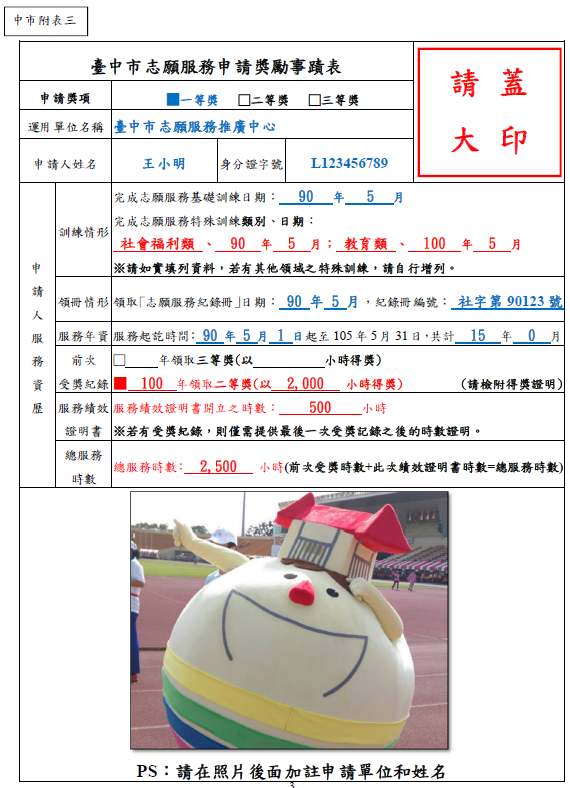 中市附表三
臺中市志願服務申請獎勵事蹟表
請蓋
大印
申請獎項 ■一等獎 □二等獎 □三等獎
運用單位名稱 臺中市志願服務推廣中心
申請人姓名 王小明 身分證字號 L123456789
申請人服務資歷
訓練情形
完成志願服務基礎訓練日期：90 年 5 月
完成志願服務特殊訓練類別、日期：
社會福利類、90 年 5 月；教育類、100 年 5 月
※請如實填列資料，若有其他領域之特殊訓練，請自行增列。
領冊情形 領取「志願服務紀錄冊」日期：90 年 5 月，紀錄冊編號：社字第 90123 號
服務年資 服務起訖時間：90 年 5 月 1 日起至 105 年 5 月 31 日，共計 15 年 0 月
前次
受獎紀錄
□ 年領取三等獎(以 小時得獎)
■ 100 年領取二等獎(以 2,000 小時得獎) (請檢附得獎證明)
服務績效
證明書
服務績效證明書開立之時數： 500 小時
※若有受獎紀錄，則僅需提供最後一次受獎記錄之後的時數證明。
總服務
時數
總服務時數： 2,500 小時(前次受獎時數+此次績效證明書時數=總服務時數)
PS：請在照片後面加註申請單位和姓名
3